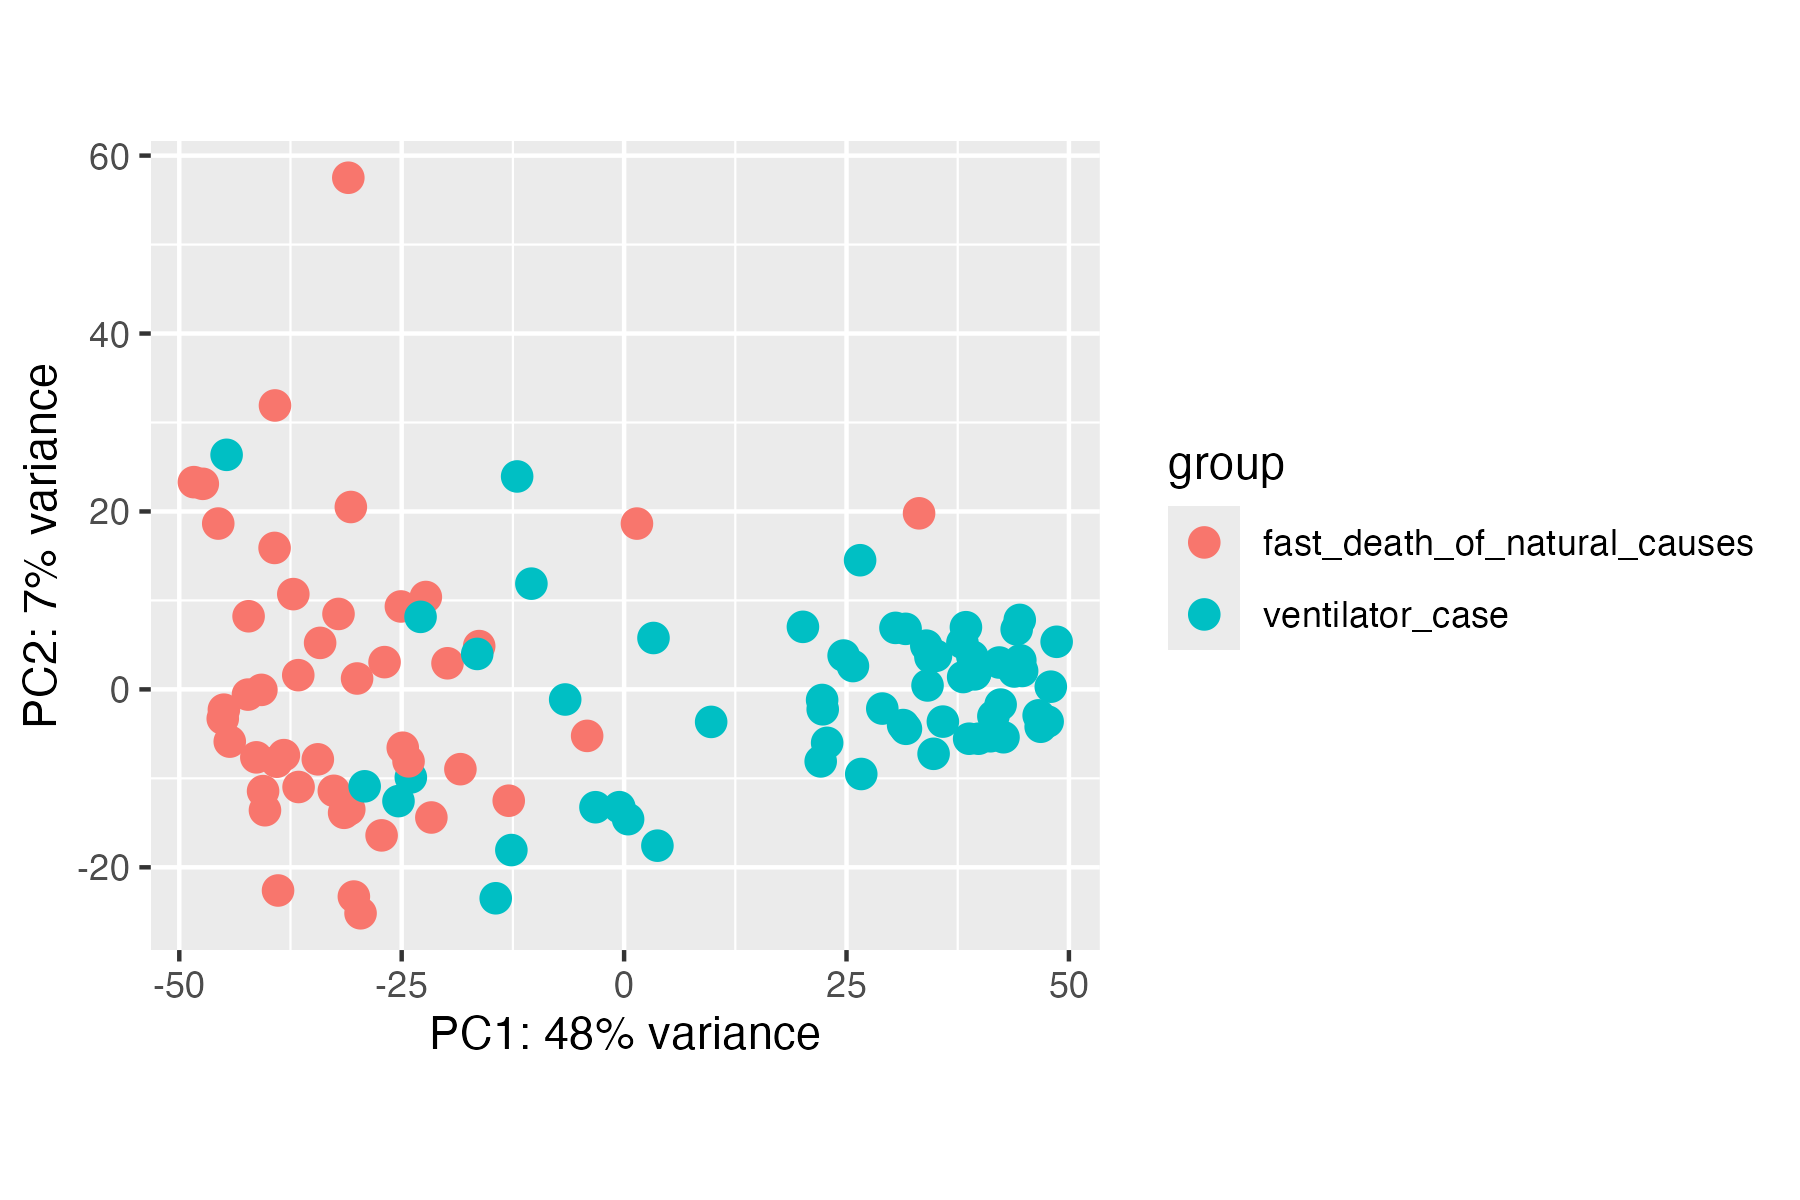 60
40
20
0
-20
PC2: 7% variance
-50
-25
0
25
50
PC1: 48% variance
group
fast_death_of_natural_causes
ventilator_case